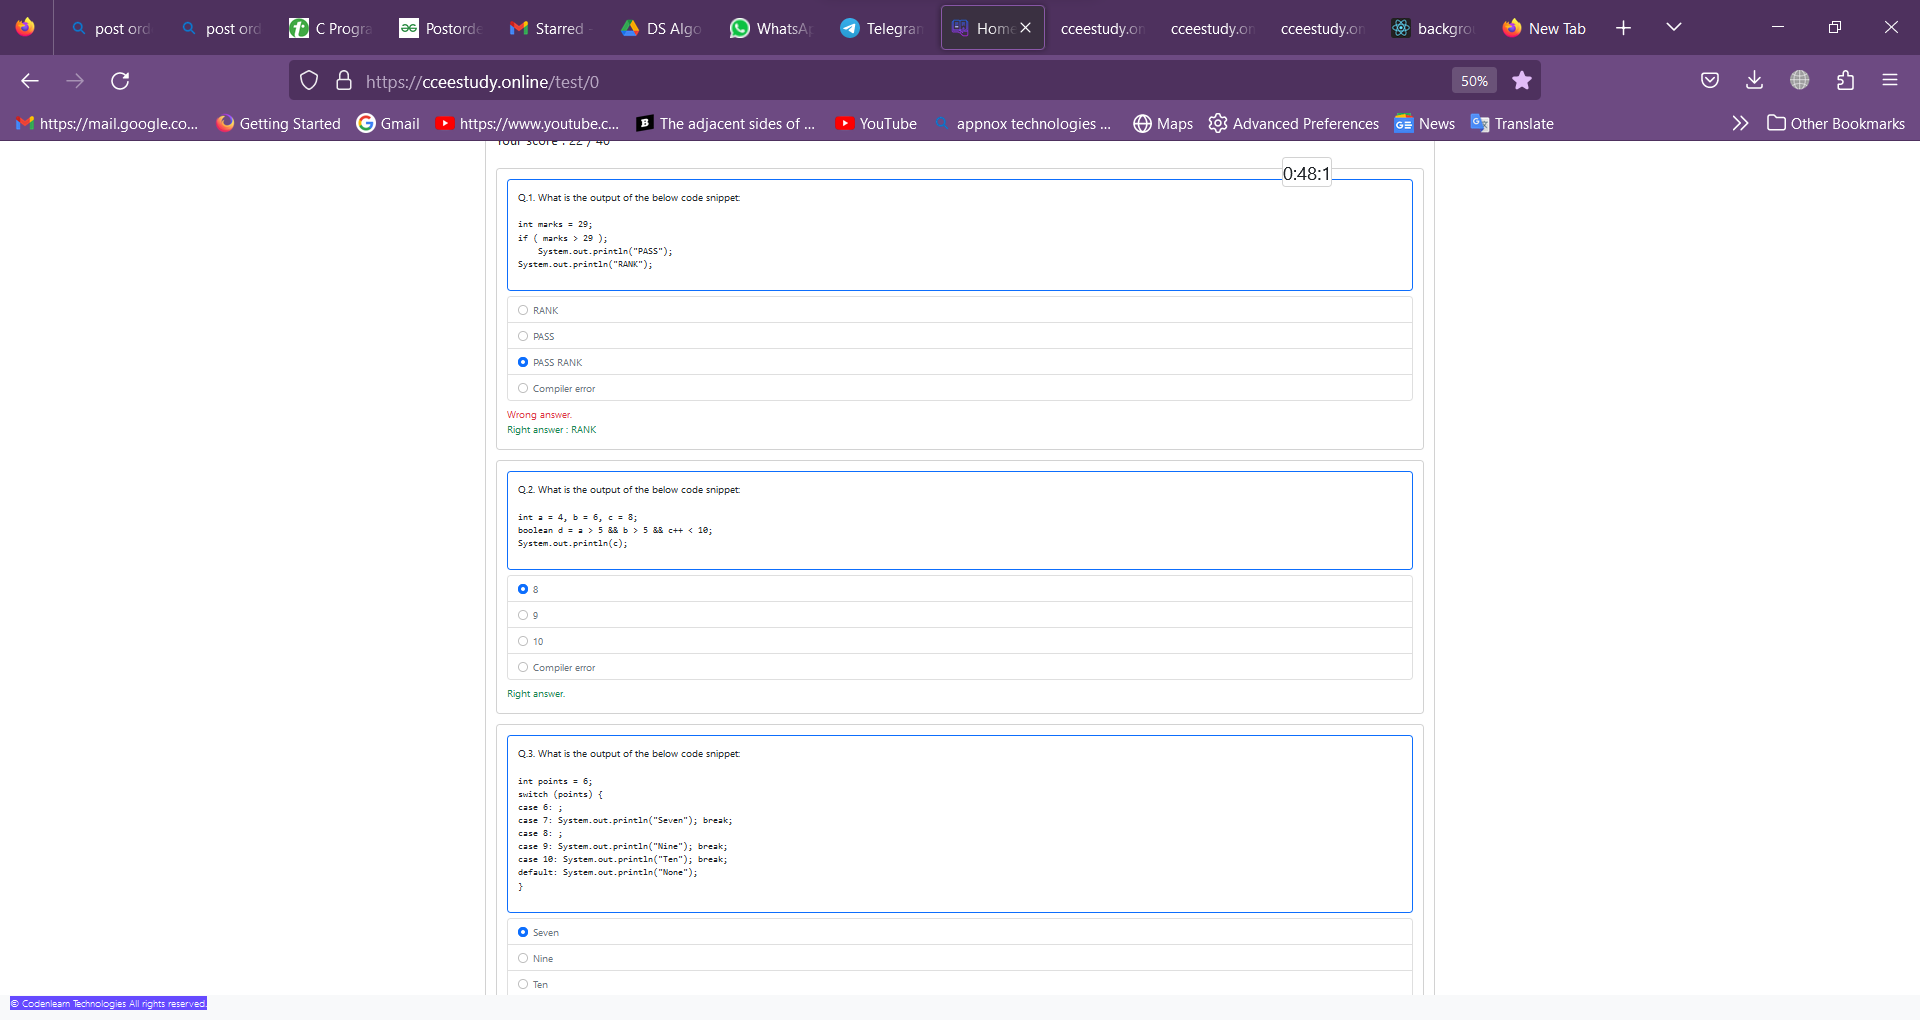 post ord
post ord
C Progra
Postorde
Starred -
DS Algo
WhatsAp
Telegram
Home
cceestudy.on
cceestudy.on
cceestudy.on
backgro
New Tab
https://cceestudy.online/test/0
50%
https://mail.google.co...
Getting Started
Gmail
https://www.youtube.c...
The adjacent sides of ...
YouTube
appnox technologies ...
Maps
Advanced Preferences
News
Translate
Other Bookmarks
Your score : 22 / 40
0:48:1
Q.1. What is the output of the below code snippet:
int marks = 29;
if ( marks > 29 );
System.out.println("PASS");
System.out.println("RANK");
RANK
PASS
PASS RANK
Compiler error
Wrong answer.
Right answer : RANK
Q.2. What is the output of the below code snippet:
int a = 4, b = 6, c = 8;
boolean d = a > 5 && b > 5 && c++ < 10;
System.out.println(c);
8
9
10
Compiler error
Right answer.
Q.3. What is the output of the below code snippet:
int points = 6;
switch (points) {
case 6: ;
case 7: System.out.println("Seven"); break;
case 8: ;
case 9: System.out.println("Nine"); break;
case 10: System.out.println("Ten"); break;
default: System.out.println("None");
}
Seven
Nine
Ten
© Codenlearn Technologies All rights reserved.